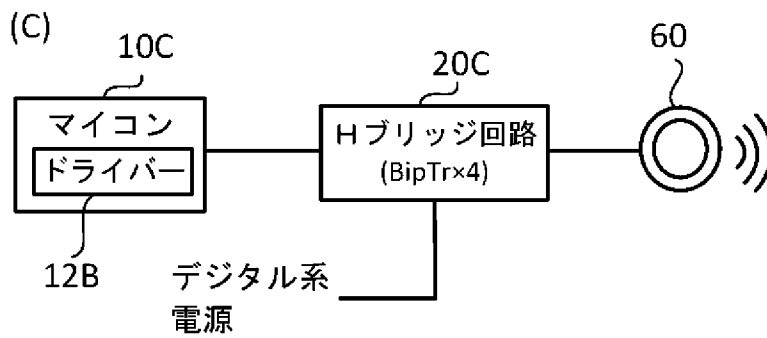 (C)
10C
マイコン
ドライバー
12B
20C
Hブリッジ回路
(BipTr×4)
デジタル系
電源
60